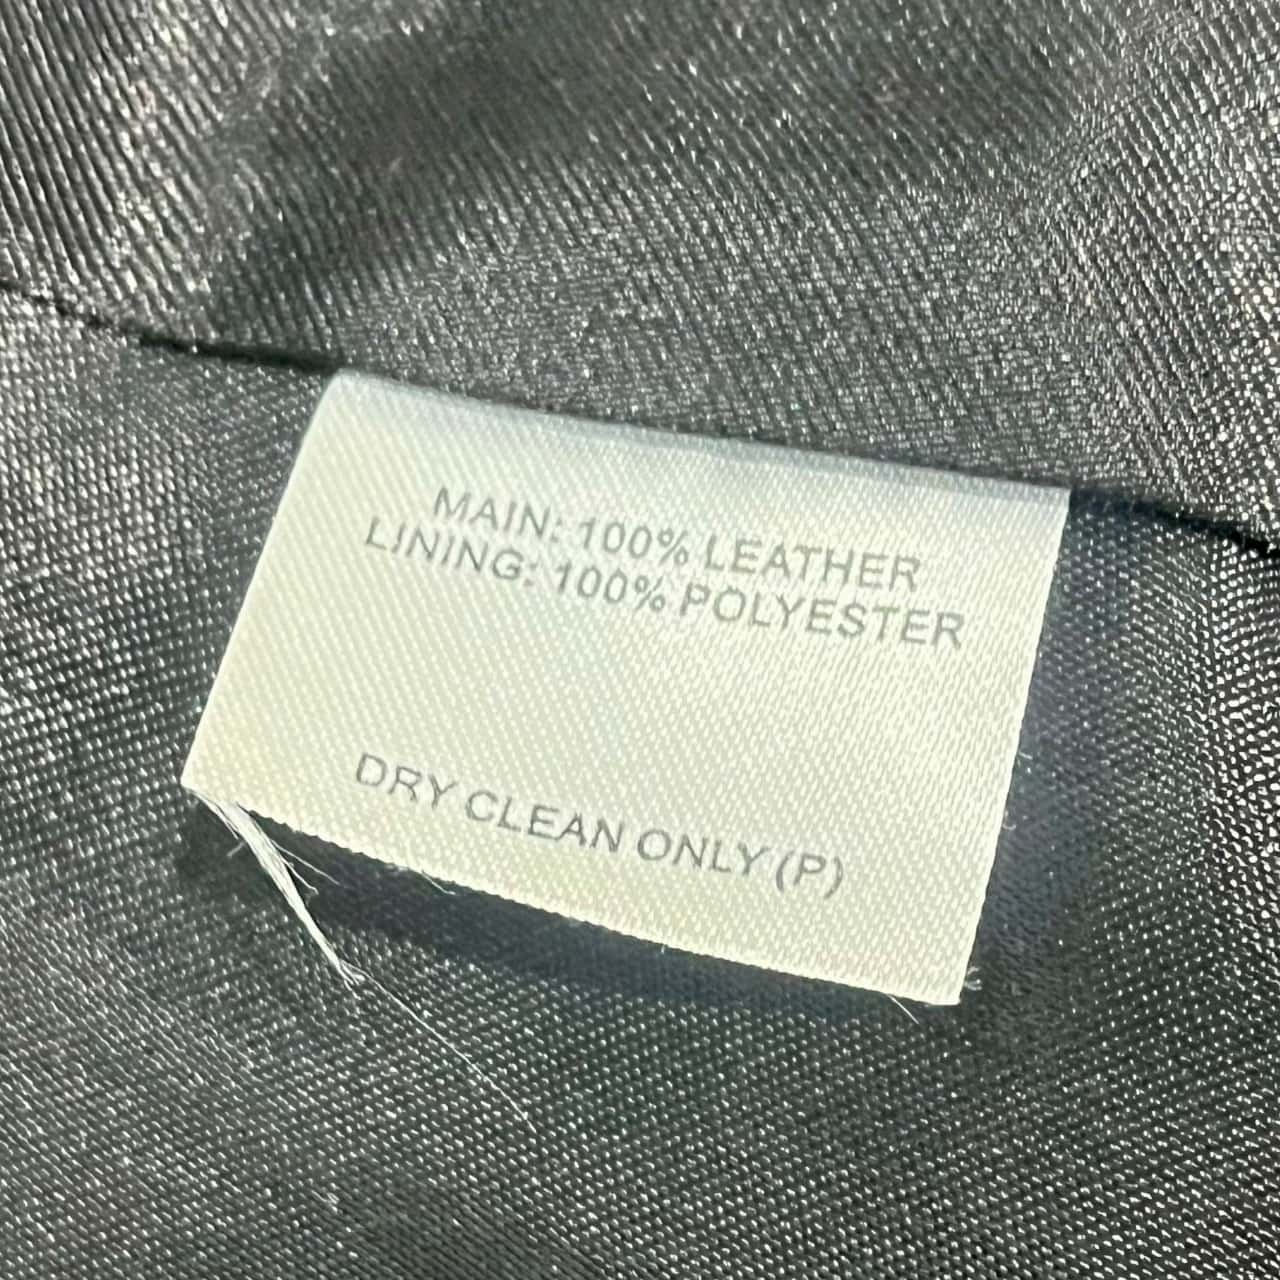 MAIN: 100% LEATHER
LINING: 100% POLYESTER
DRY CLEAN ONLY (P)